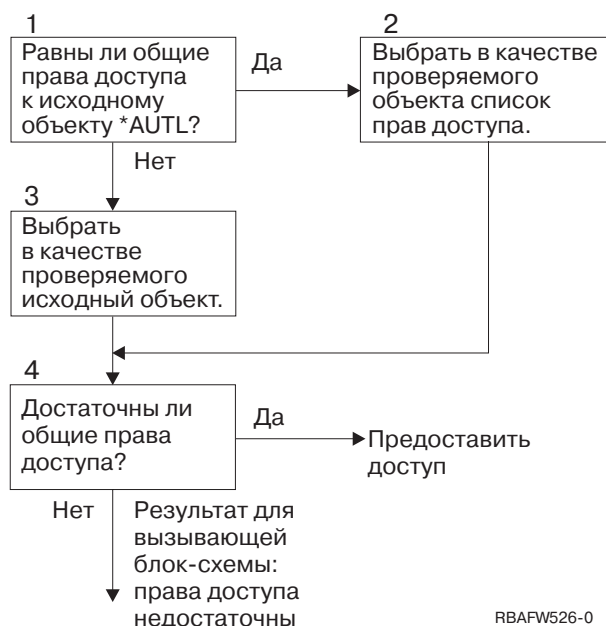 1
Равны ли общие
права доступа
к исходному
объекту *AUTL?
Да
2
Выбрать в качестве
проверяемого
объекта список
прав доступа.
Нет
3
Выбрать
в качестве
проверяемого
исходный объект.
4
Достаточны ли
общие права
доступа?
Да
Предоставить
доступ
Нет
Результат для
вызывающей
блок-схемы:
права доступа
недостаточны
RBAFW526-0